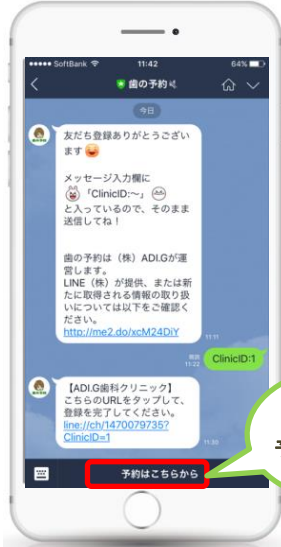 SoftBank 11:42 64%
歯の予約
今日
友だち登録ありがとうござい
ます
メッセージ入力欄に
「ClinicID:～」
と入っているので、そのまま
送信してね！
歯の予約は（株）ADI.Gが運
営します。
LINE（株）が提供、または新
たに取得される情報の取り扱
いについては以下をご確認く
ださい。
http://me2.do/xcM24DiY
11:11
既読
11:22
ClinicID:1
【ADI.G歯科クリニック】
こちらのURLをタップして、
登録を完了してください。
line://ch/1470079735?
ClinicID=1
11:30
予約はこちらから